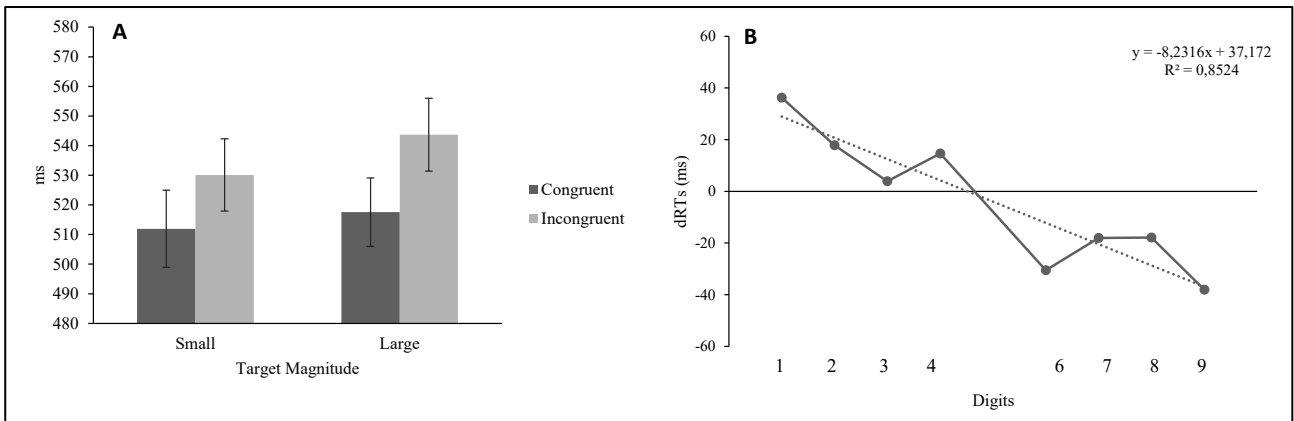 A
580
570
560
550
540
530
520
510
500
490
480
ms
Small
Large
Target Magnitude
Congruent
Incongruent
B
y = -8,2316x + 37,172
R² = 0,8524
60
40
20
0
-20
-40
-60
dRTs (ms)
1 2 3 4 6 7 8 9
Digits